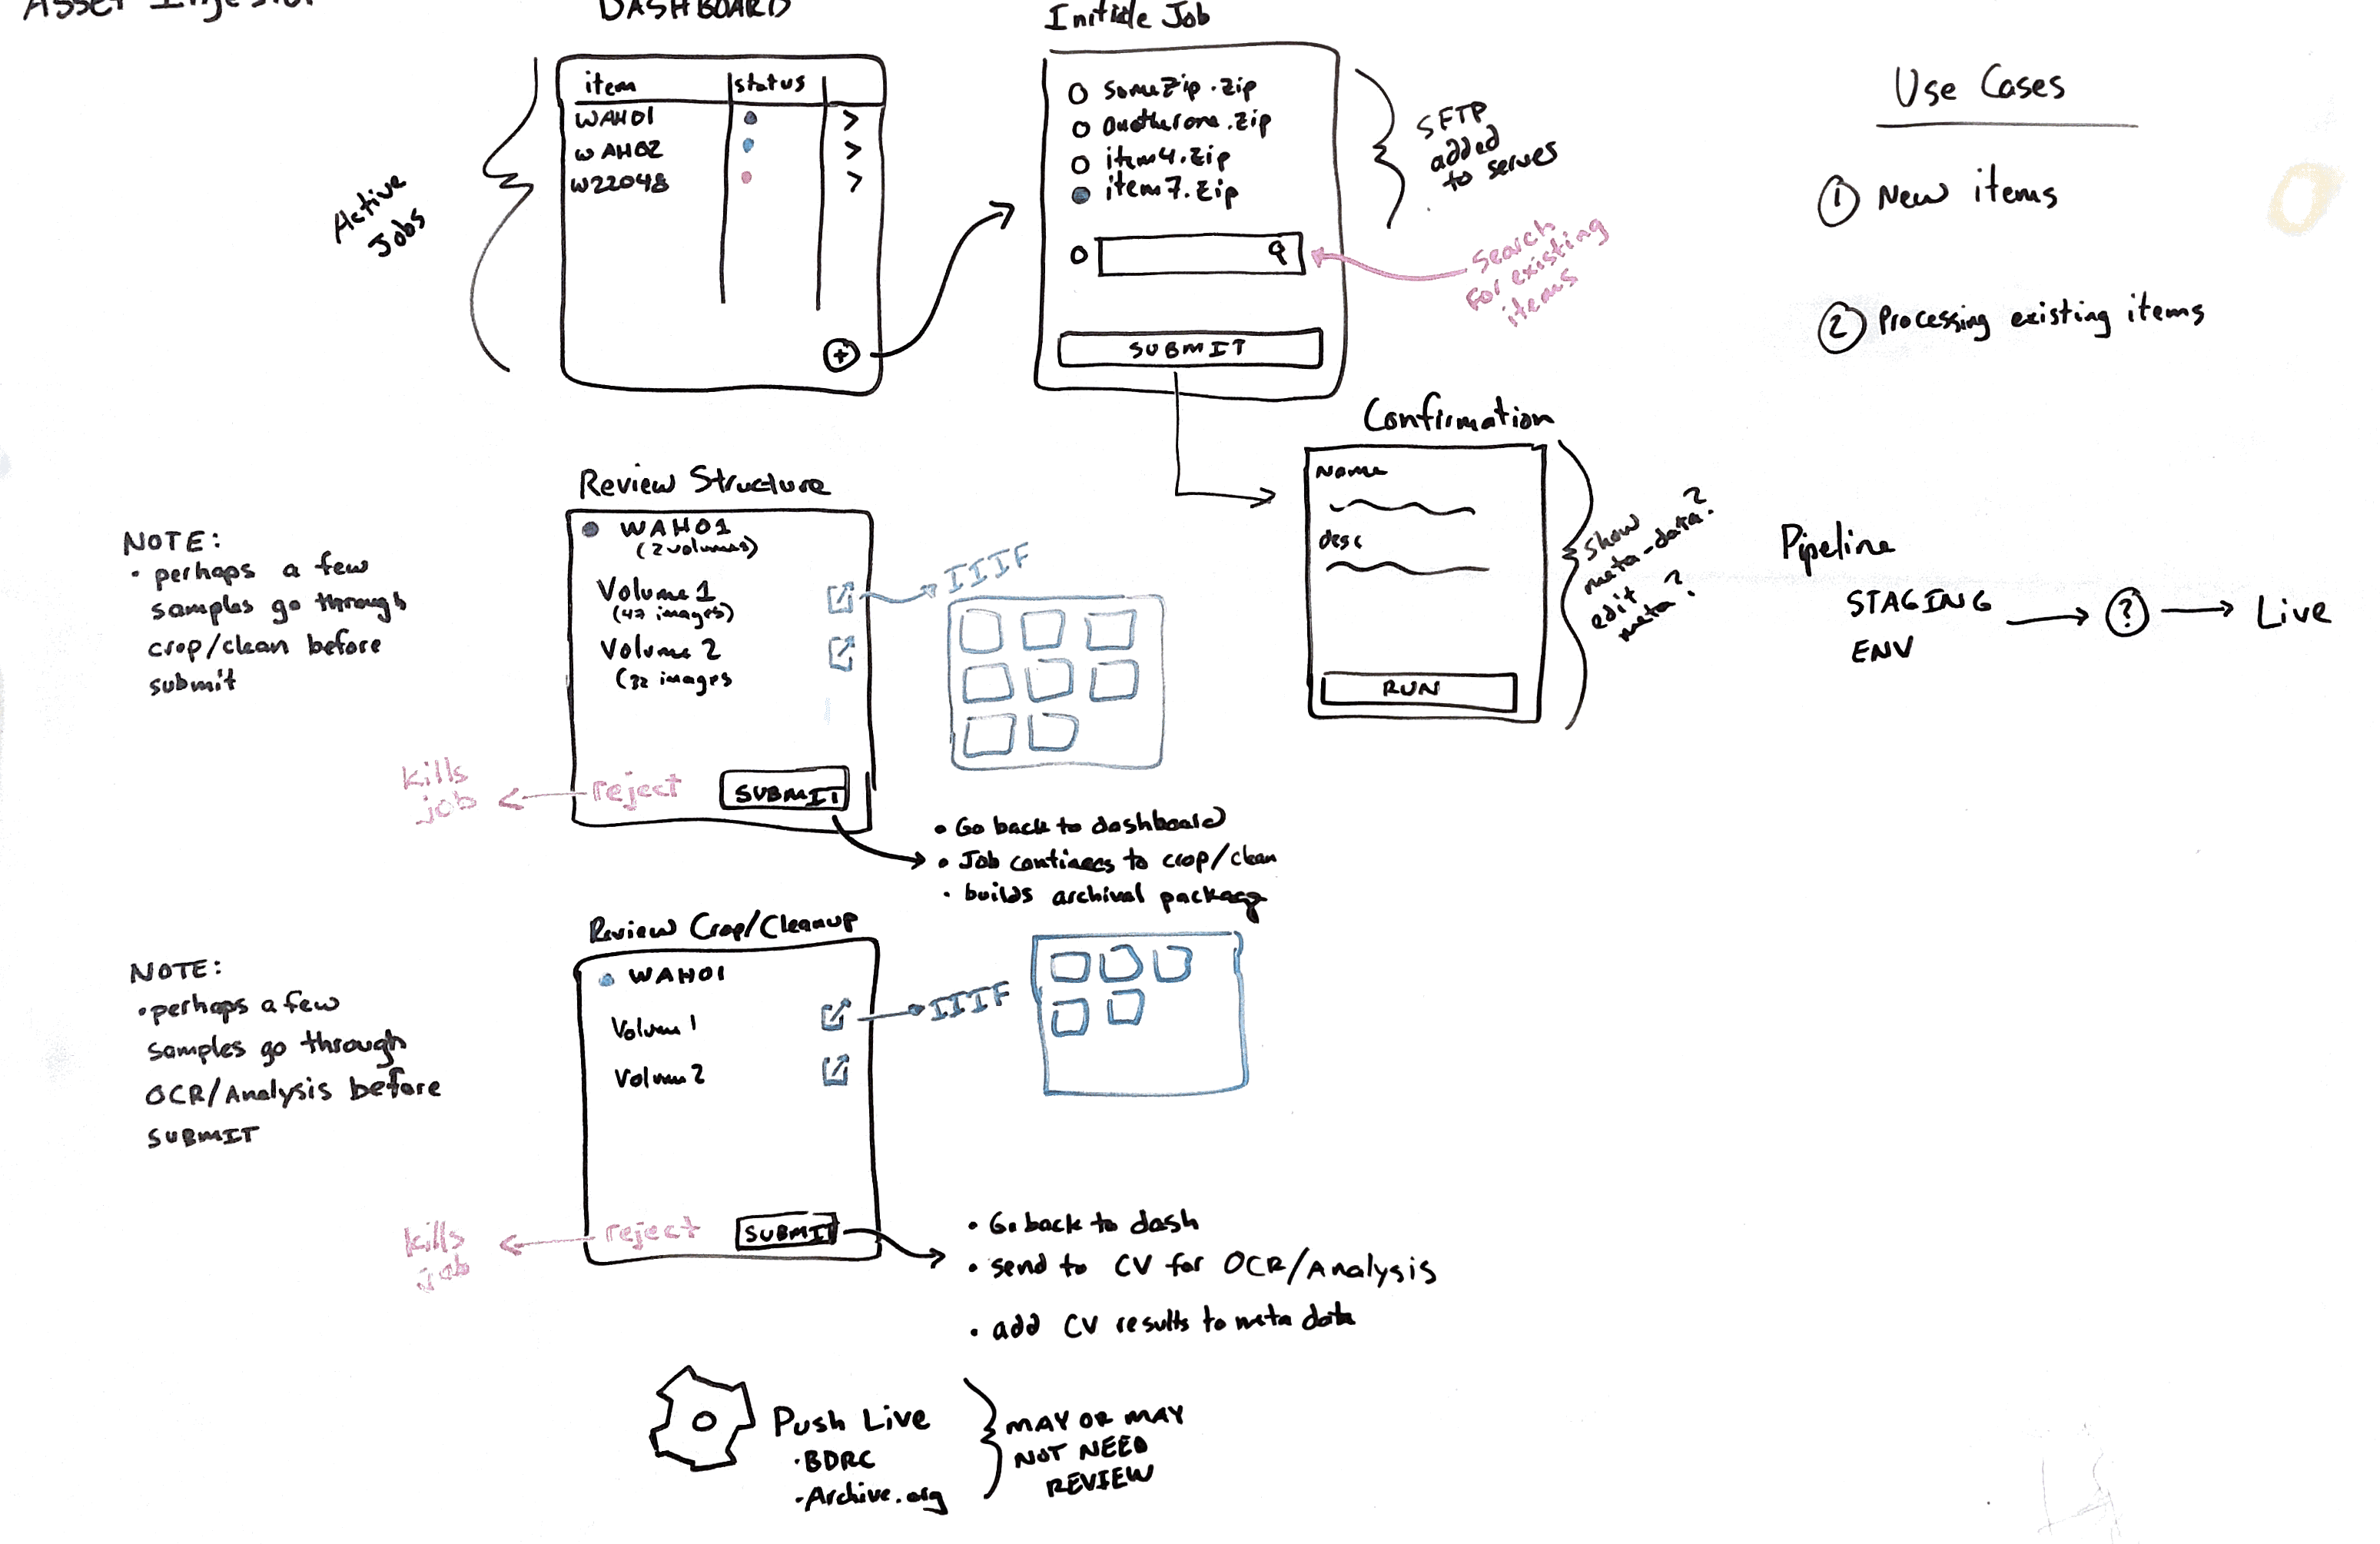 Asset Ingestor
DASHBOARD
item status
WAH01 >
WAH02 >
W22048 >
+
Active
Jobs
Initiate Job
someZip.zip
anotherone.zip
item4.zip
item7.zip
SUBMIT
SFTP
added
to serves
Search
for existing
items
Use Cases
① New items
② Processing existing items
Confirmation
Name
desc
RUN
show
meta-data?
edit
meta?
Pipeline
STAGING
ENV
? Live
Review Structure
WAH01
(2 volumes)
Volume 1
(47 images)
Volume 2
(32 images
reject SUBMIT
kills
job
IIIF
NOTE:
• perhaps a few
samples go through
crop/clean before
submit
• Go back to dashboard
• Job continues to crop/clean
• builds archival package
Review Crop/Cleanup
WAH01
Volum 1
Volum 2
reject SUBMIT
kills
job
IIIF
NOTE:
• perhaps a few
samples go through
OCR/Analysis before
SUBMIT
• Go back to dash
• send to CV for OCR/Analysis
• add CV results to meta data
Push Live
• BDRC
• Archive.org
MAY OR MAY
NOT NEED
REVIEW